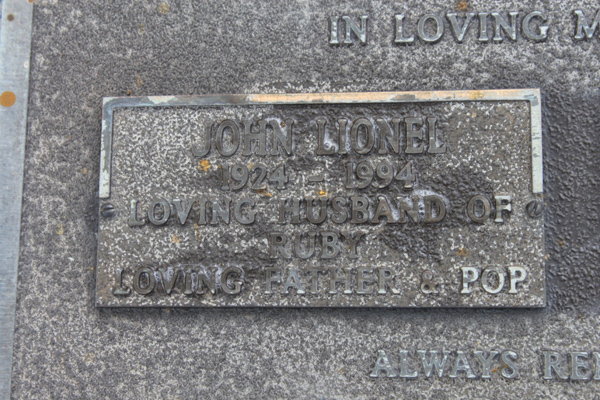 IN LOVING
JOHN LIONEL
1924 - 1994
LOVING HUSBAND OF
RUBY
LOVING FATHER & POP
ALWAYS